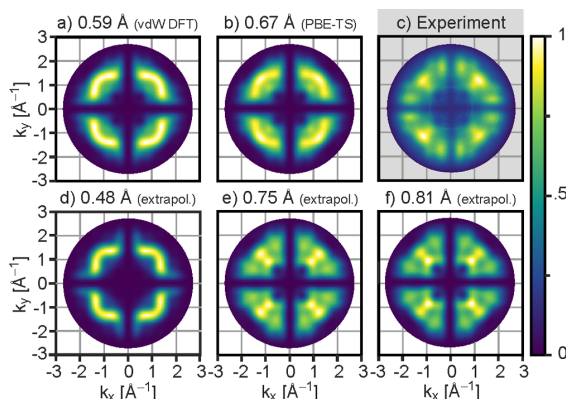 a) 0.59 Å (vdW DFT)
b) 0.67 Å (PBE-TS)
c) Experiment
3
2
1
0
-1
-2
-3
k_y [Å⁻¹]
1
.5
0
d) 0.48 Å (extrapol.)
e) 0.75 Å (extrapol.)
f) 0.81 Å (extrapol.)
3
2
1
0
-1
-2
-3
k_y [Å⁻¹]
-3 -2 -1 0 1 2 3
-3 -2 -1 0 1 2 3
-3 -2 -1 0 1 2 3
k_x [Å⁻¹]
k_x [Å⁻¹]
k_x [Å⁻¹]